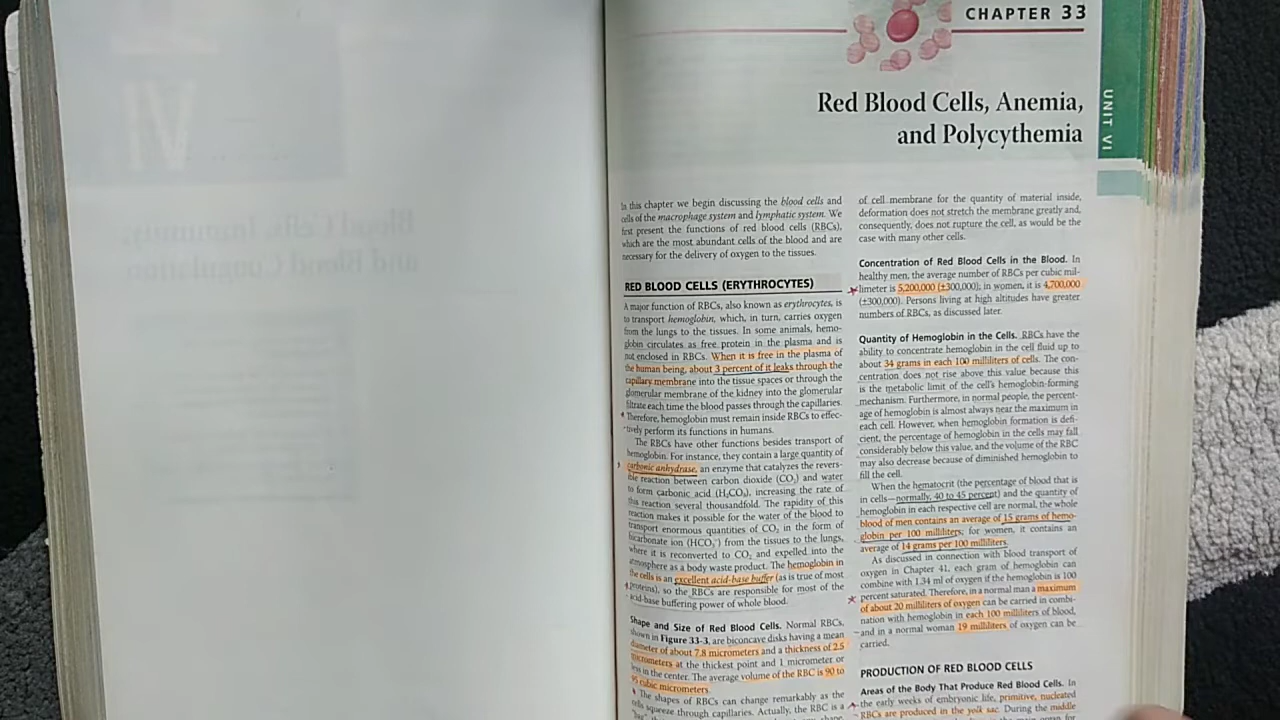 CHAPTER 33
UNIT VI
Red Blood Cells, Anemia,
and Polycythemia
In this chapter we begin discussing the blood cells and
cells of the macrophage system and lymphatic system. We
first present the functions of red blood cells (RBCs),
which are the most abundant cells of the blood and are
necessary for the delivery of oxygen to the tissues.
RED BLOOD CELLS (ERYTHROCYTES)
A major function of RBCs, also known as erythrocytes, is
to transport hemoglobin, which, in turn, carries oxygen
from the lungs to the tissues. In some animals, hemo-
globin circulates as free protein in the plasma and is
not enclosed in RBCs. When it is free in the plasma of
the human being, about 3 percent of it leaks through the
capillary membrane into the tissue spaces or through the
glomerular membrane of the kidney into the glomerular
filtrate each time the blood passes through the capillaries.
Therefore, hemoglobin must remain inside RBCs to effec-
tively perform its functions in humans.
The RBCs have other functions besides transport of
hemoglobin. For instance, they contain a large quantity of
carbonic anhydrase, an enzyme that catalyzes the revers-
ible reaction between carbon dioxide (CO₂) and water
to form carbonic acid (H₂CO₃), increasing the rate of
this reaction several thousandfold. The rapidity of this
reaction makes it possible for the water of the blood to
transport enormous quantities of CO₂ in the form of
bicarbonate ion (HCO₃⁻) from the tissues to the lungs,
where it is reconverted to CO₂ and expelled into the
atmosphere as a body waste product. The hemoglobin in
the cells is an excellent acid-base buffer (as is true of most
proteins), so the RBCs are responsible for most of the
acid-base buffering power of whole blood.
Shape and Size of Red Blood Cells. Normal RBCs,
shown in Figure 33-3, are biconcave disks having a mean
diameter of about 7.8 micrometers and a thickness of 2.5
micrometers at the thickest point and 1 micrometer or
less in the center. The average volume of the RBC is 90 to
95 cubic micrometers.
The shapes of RBCs can change remarkably as the
cells squeeze through capillaries. Actually, the RBC is a
of cell membrane for the quantity of material inside,
deformation does not stretch the membrane greatly and,
consequently, does not rupture the cell, as would be the
case with many other cells.
Concentration of Red Blood Cells in the Blood. In
healthy men, the average number of RBCs per cubic mil-
limeter is 5,200,000 (±300,000); in women, it is 4,700,000
(±300,000). Persons living at high altitudes have greater
numbers of RBCs, as discussed later.
Quantity of Hemoglobin in the Cells. RBCs have the
ability to concentrate hemoglobin in the cell fluid up to
about 34 grams in each 100 milliliters of cells. The con-
centration does not rise above this value because this
is the metabolic limit of the cell's hemoglobin-forming
mechanism. Furthermore, in normal people, the percent-
age of hemoglobin is almost always near the maximum in
each cell. However, when hemoglobin formation is defi-
cient, the percentage of hemoglobin in the cells may fall
considerably below this value, and the volume of the RBC
may also decrease because of diminished hemoglobin to
fill the cell.
When the hematocrit (the percentage of blood that is
in cells—normally, 40 to 45 percent) and the quantity of
hemoglobin in each respective cell are normal, the whole
blood of men contains an average of 15 grams of hemo-
globin per 100 milliliters; for women, it contains an
average of 14 grams per 100 milliliters.
As discussed in connection with blood transport of
oxygen in Chapter 41, each gram of hemoglobin can
combine with 1.34 ml of oxygen if the hemoglobin is 100
percent saturated. Therefore, in a normal man a maximum
of about 20 milliliters of oxygen can be carried in combi-
nation with hemoglobin in each 100 milliliters of blood,
and in a normal woman 19 milliliters of oxygen can be
carried.
PRODUCTION OF RED BLOOD CELLS
Areas of the Body That Produce Red Blood Cells. In
the early weeks of embryonic life, primitive, nucleated
RBCs are produced in the yolk sac. During the middle